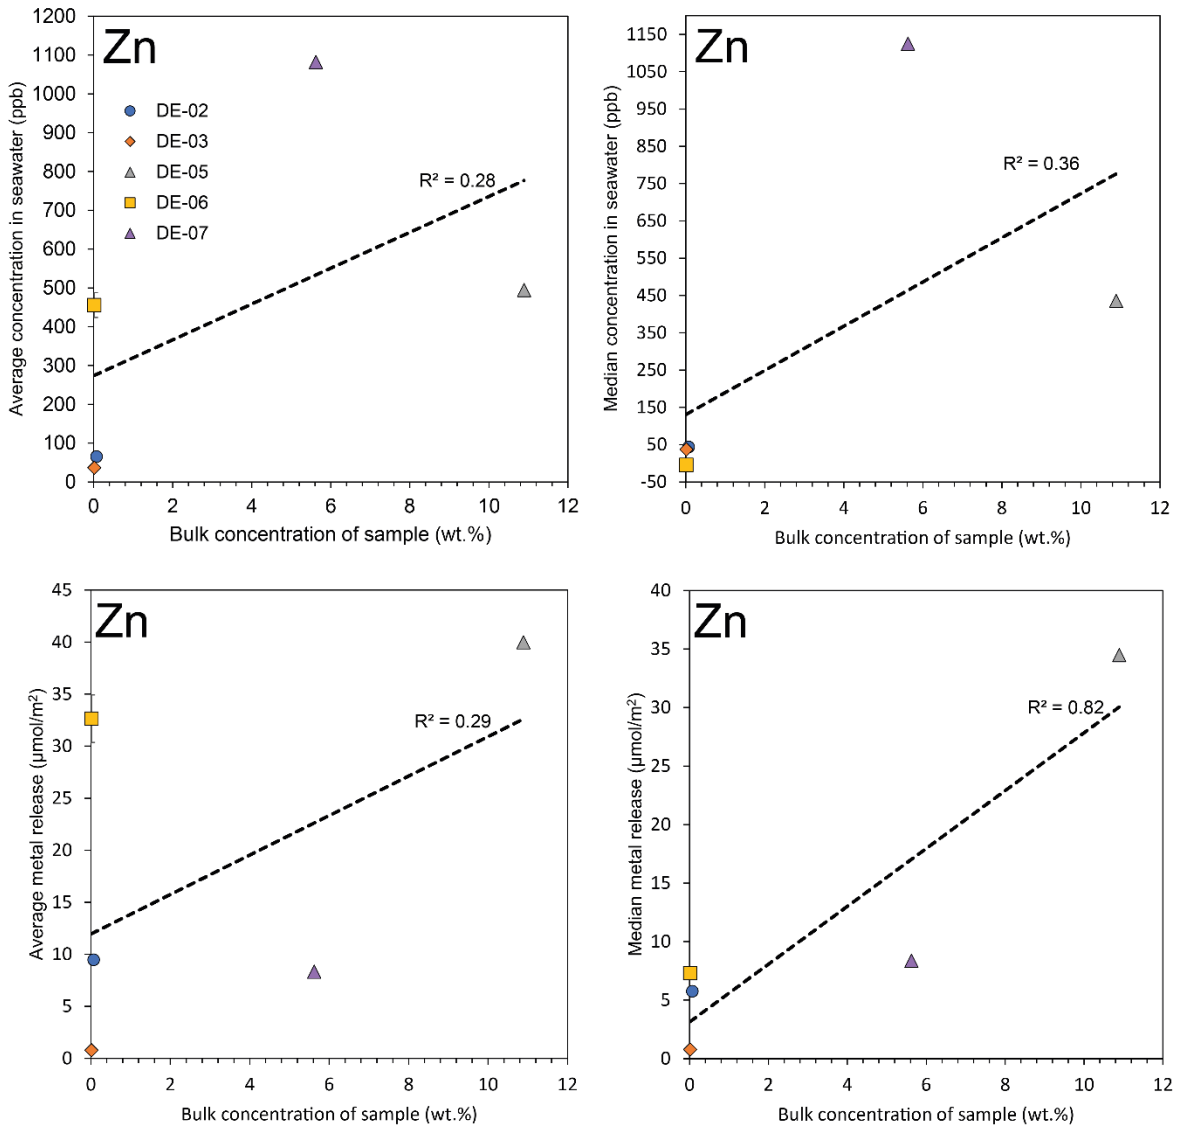 Zn
Average concentration in seawater (ppb)
1200
1100
1000
900
800
700
600
500
400
300
200
100
0
DE-02
DE-03
DE-05
DE-06
DE-07
R² = 0.28
0 2 4 6 8 10 12
Bulk concentration of sample (wt.%)
Zn
Median concentration in seawater (ppb)
1150
1050
950
850
750
650
550
450
350
250
150
50
-50
R² = 0.36
0 2 4 6 8 10 12
Bulk concentration of sample (wt.%)
Zn
Average metal release (µmol/m²)
45
40
35
30
25
20
15
10
5
0
R² = 0.29
0 2 4 6 8 10 12
Bulk concentration of sample (wt.%)
Zn
Median metal release (µmol/m²)
40
35
30
25
20
15
10
5
0
R² = 0.82
0 2 4 6 8 10 12
Bulk concentration of sample (wt.%)